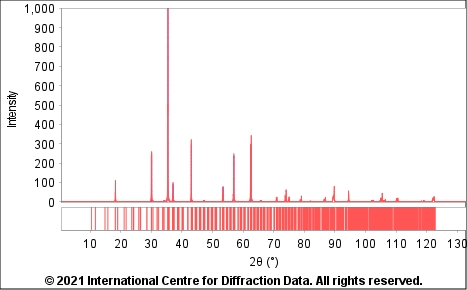 1,000
900
800
700
600
500
400
300
200
100
0
Intensity
10 20 30 40 50 60 70 80 90 100 110 120 130
2θ (°)
© 2021 International Centre for Diffraction Data. All rights reserved.